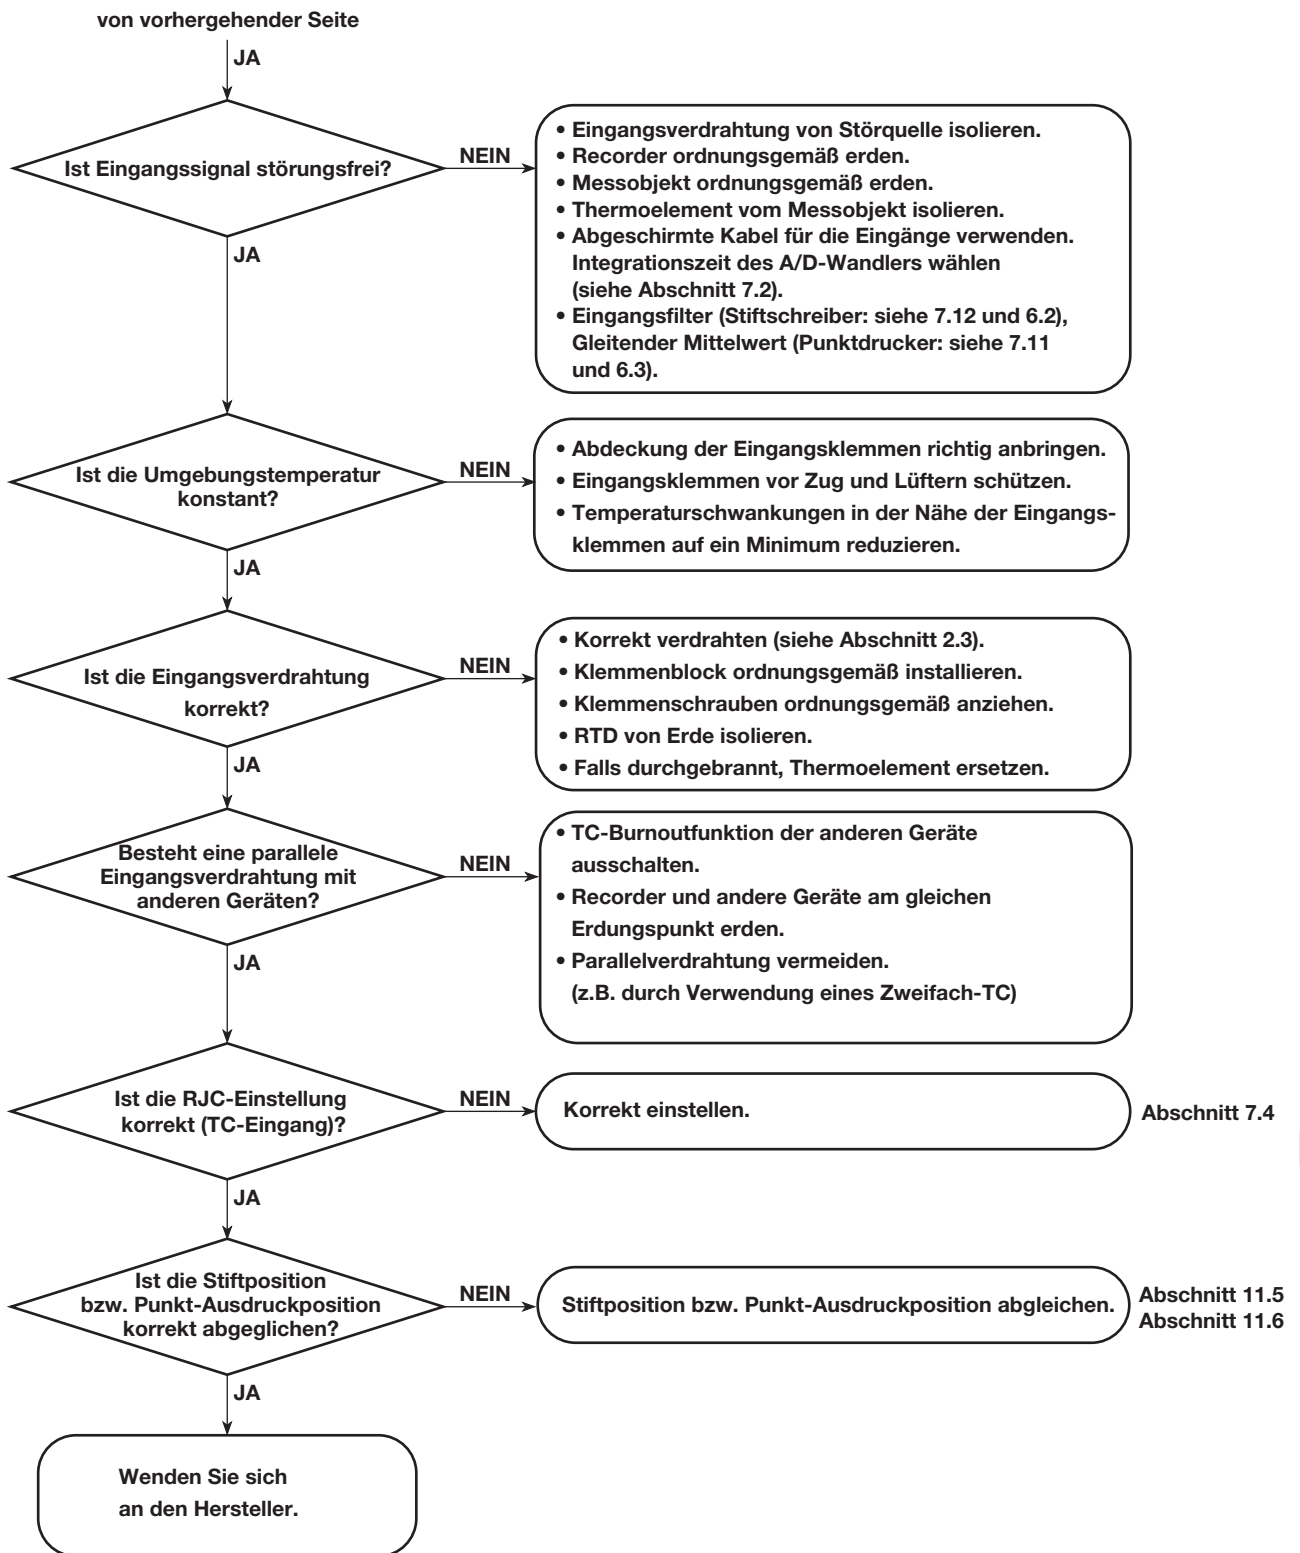 von vorhergehender Seite
JA
Ist Eingangssignal störungsfrei?
NEIN
• Eingangsverdrahtung von Störquelle isolieren.
• Recorder ordnungsgemäß erden.
• Messobjekt ordnungsgemäß erden.
• Thermoelement vom Messobjekt isolieren.
• Abgeschirmte Kabel für die Eingänge verwenden.
Integrationszeit des A/D-Wandlers wählen
(siehe Abschnitt 7.2).
• Eingangsfilter (Stiftschreiber: siehe 7.12 und 6.2),
Gleitender Mittelwert (Punktdrucker: siehe 7.11
und 6.3).
JA
Ist die Umgebungstemperatur
konstant?
NEIN
• Abdeckung der Eingangsklemmen richtig anbringen.
• Eingangsklemmen vor Zug und Lüftern schützen.
• Temperaturschwankungen in der Nähe der Eingangs-
klemmen auf ein Minimum reduzieren.
JA
Ist die Eingangsverdrahtung
korrekt?
NEIN
• Korrekt verdrahten (siehe Abschnitt 2.3).
• Klemmenblock ordnungsgemäß installieren.
• Klemmenschrauben ordnungsgemäß anziehen.
• RTD von Erde isolieren.
• Falls durchgebrannt, Thermoelement ersetzen.
JA
Besteht eine parallele
Eingangsverdrahtung mit
anderen Geräten?
NEIN
• TC-Burnoutfunktion der anderen Geräte
ausschalten.
• Recorder und andere Geräte am gleichen
Erdungspunkt erden.
• Parallelverdrahtung vermeiden.
(z.B. durch Verwendung eines Zweifach-TC)
JA
Ist die RJC-Einstellung
korrekt (TC-Eingang)?
NEIN
Korrekt einstellen.
Abschnitt 7.4
JA
Ist die Stiftposition
bzw. Punkt-Ausdruckposition
korrekt abgeglichen?
NEIN
Stiftposition bzw. Punkt-Ausdruckposition abgleichen.
Abschnitt 11.5
Abschnitt 11.6
JA
Wenden Sie sich
an den Hersteller.